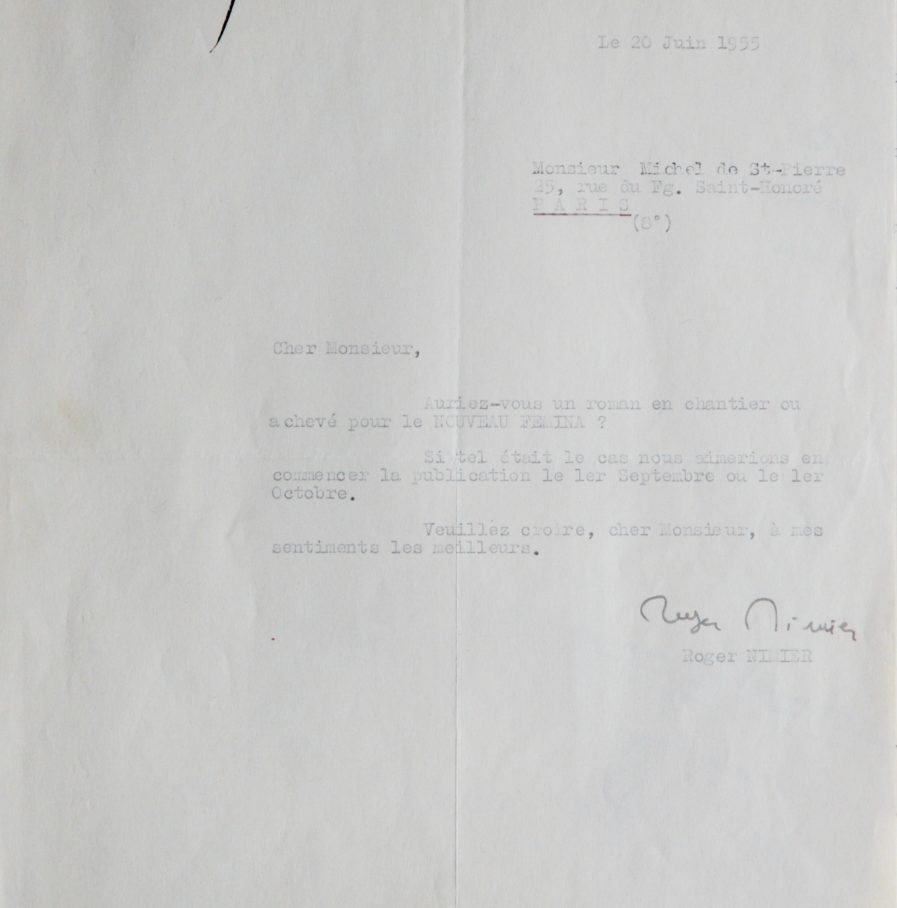 Le 20 Juin 1955
Monsieur Michel de St-Pierre
25, rue du Fg. Saint-Honoré
P A R I S
(8°)
Cher Monsieur,
Auriez-vous un roman en chantier ou
achevé pour le NOUVEAU FEMINA ?
Si tel était le cas nous aimerions en
commencer la publication le 1er Septembre ou le 1er
Octobre.
Veuillez croire, cher Monsieur, à mes
sentiments les meilleurs.
Roger Nimier
Roger NIMIER